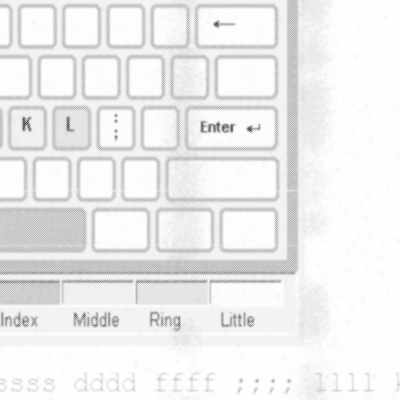 ←
K L : ; Enter ↵
Index Middle Ring Little
ssss dddd ffff ;;;; llll